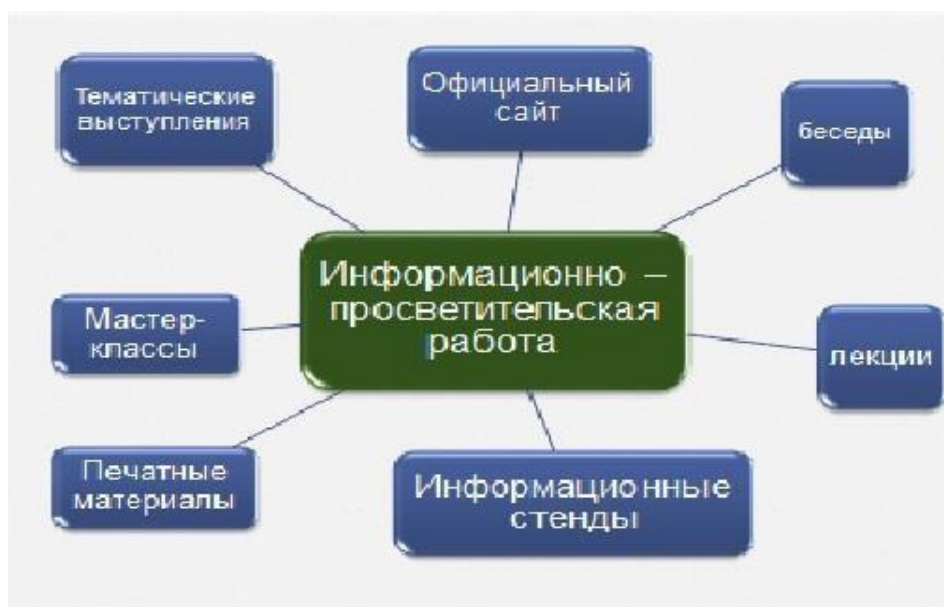 Тематические
выступления
Официальный
сайт
беседы
Информационно –
просветительская
работа
Мастер-
классы
лекции
Печатные
материалы
Информационные
стенды